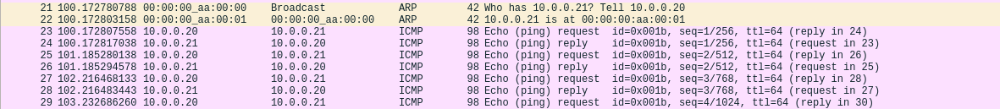 21 100.172780788 00:00:00_aa:00:00 Broadcast ARP 42 Who has 10.0.0.21? Tell 10.0.0.20
22 100.172803158 00:00:00_aa:00:01 00:00:00_aa:00:00 ARP 42 10.0.0.21 is at 00:00:00:aa:00:01
23 100.172807558 10.0.0.20 10.0.0.21 ICMP 98 Echo (ping) request id=0x001b, seq=1/256, ttl=64 (reply in 24)
24 100.172817038 10.0.0.21 10.0.0.20 ICMP 98 Echo (ping) reply id=0x001b, seq=1/256, ttl=64 (request in 23)
25 101.185280138 10.0.0.20 10.0.0.21 ICMP 98 Echo (ping) request id=0x001b, seq=2/512, ttl=64 (reply in 26)
26 101.185294578 10.0.0.21 10.0.0.20 ICMP 98 Echo (ping) reply id=0x001b, seq=2/512, ttl=64 (request in 25)
27 102.216468133 10.0.0.20 10.0.0.21 ICMP 98 Echo (ping) request id=0x001b, seq=3/768, ttl=64 (reply in 28)
28 102.216483443 10.0.0.21 10.0.0.20 ICMP 98 Echo (ping) reply id=0x001b, seq=3/768, ttl=64 (request in 27)
29 103.232686260 10.0.0.20 10.0.0.21 ICMP 98 Echo (ping) request id=0x001b, seq=4/1024, ttl=64 (reply in 30)